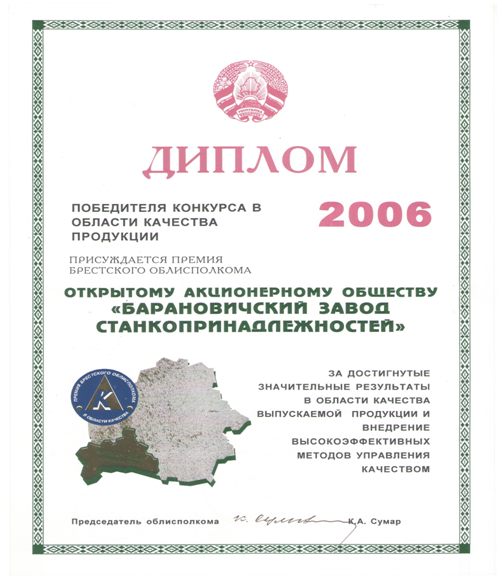 ДИПЛОМ
ПОБЕДИТЕЛЯ КОНКУРСА В
ОБЛАСТИ КАЧЕСТВА
ПРОДУКЦИИ
2006
ПРИСУЖДАЕТСЯ ПРЕМИЯ
БРЕСТСКОГО ОБЛИСПОЛКОМА
ОТКРЫТОМУ АКЦИОНЕРНОМУ ОБЩЕСТВУ
«БАРАНОВИЧСКИЙ ЗАВОД
СТАНКОПРИНАДЛЕЖНОСТЕЙ»
ПРЕМИЯ БРЕСТСКОГО ОБЛИСПОЛКОМА
В ОБЛАСТИ КАЧЕСТВА
ЗА ДОСТИГНУТЫЕ
ЗНАЧИТЕЛЬНЫЕ РЕЗУЛЬТАТЫ
В ОБЛАСТИ КАЧЕСТВА
ВЫПУСКАЕМОЙ ПРОДУКЦИИ И
ВНЕДРЕНИЕ
ВЫСОКОЭФФЕКТИВНЫХ
МЕТОДОВ УПРАВЛЕНИЯ
КАЧЕСТВОМ
Председатель облисполкома К.А. Сумар